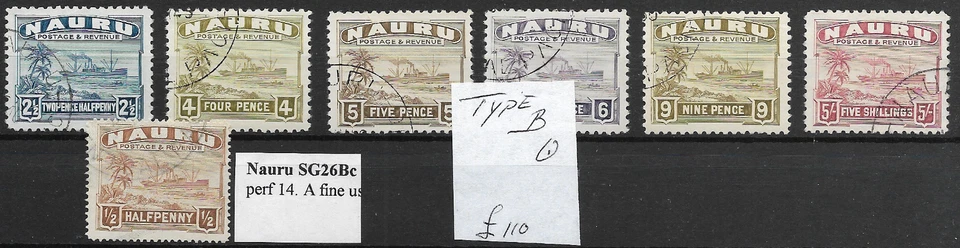 NAURU
POSTAGE & REVENUE
2½ TWO-PENCE HALFPENNY 2½
NAURU
POSTAGE & REVENUE
4 FOUR PENCE 4
NAURU
POSTAGE & REVENUE
5 FIVE PENCE 5
NAURU
POSTAGE & REVENUE
6
NAURU
POSTAGE & REVENUE
9 NINE PENCE 9
NAURU
POSTAGE & REVENUE
5/- FIVE SHILLINGS 5/-
NAURU
POSTAGE & REVENUE
½ HALFPENNY ½
Nauru SG26Bc
perf 14. A fine us
TYPE
B
£110